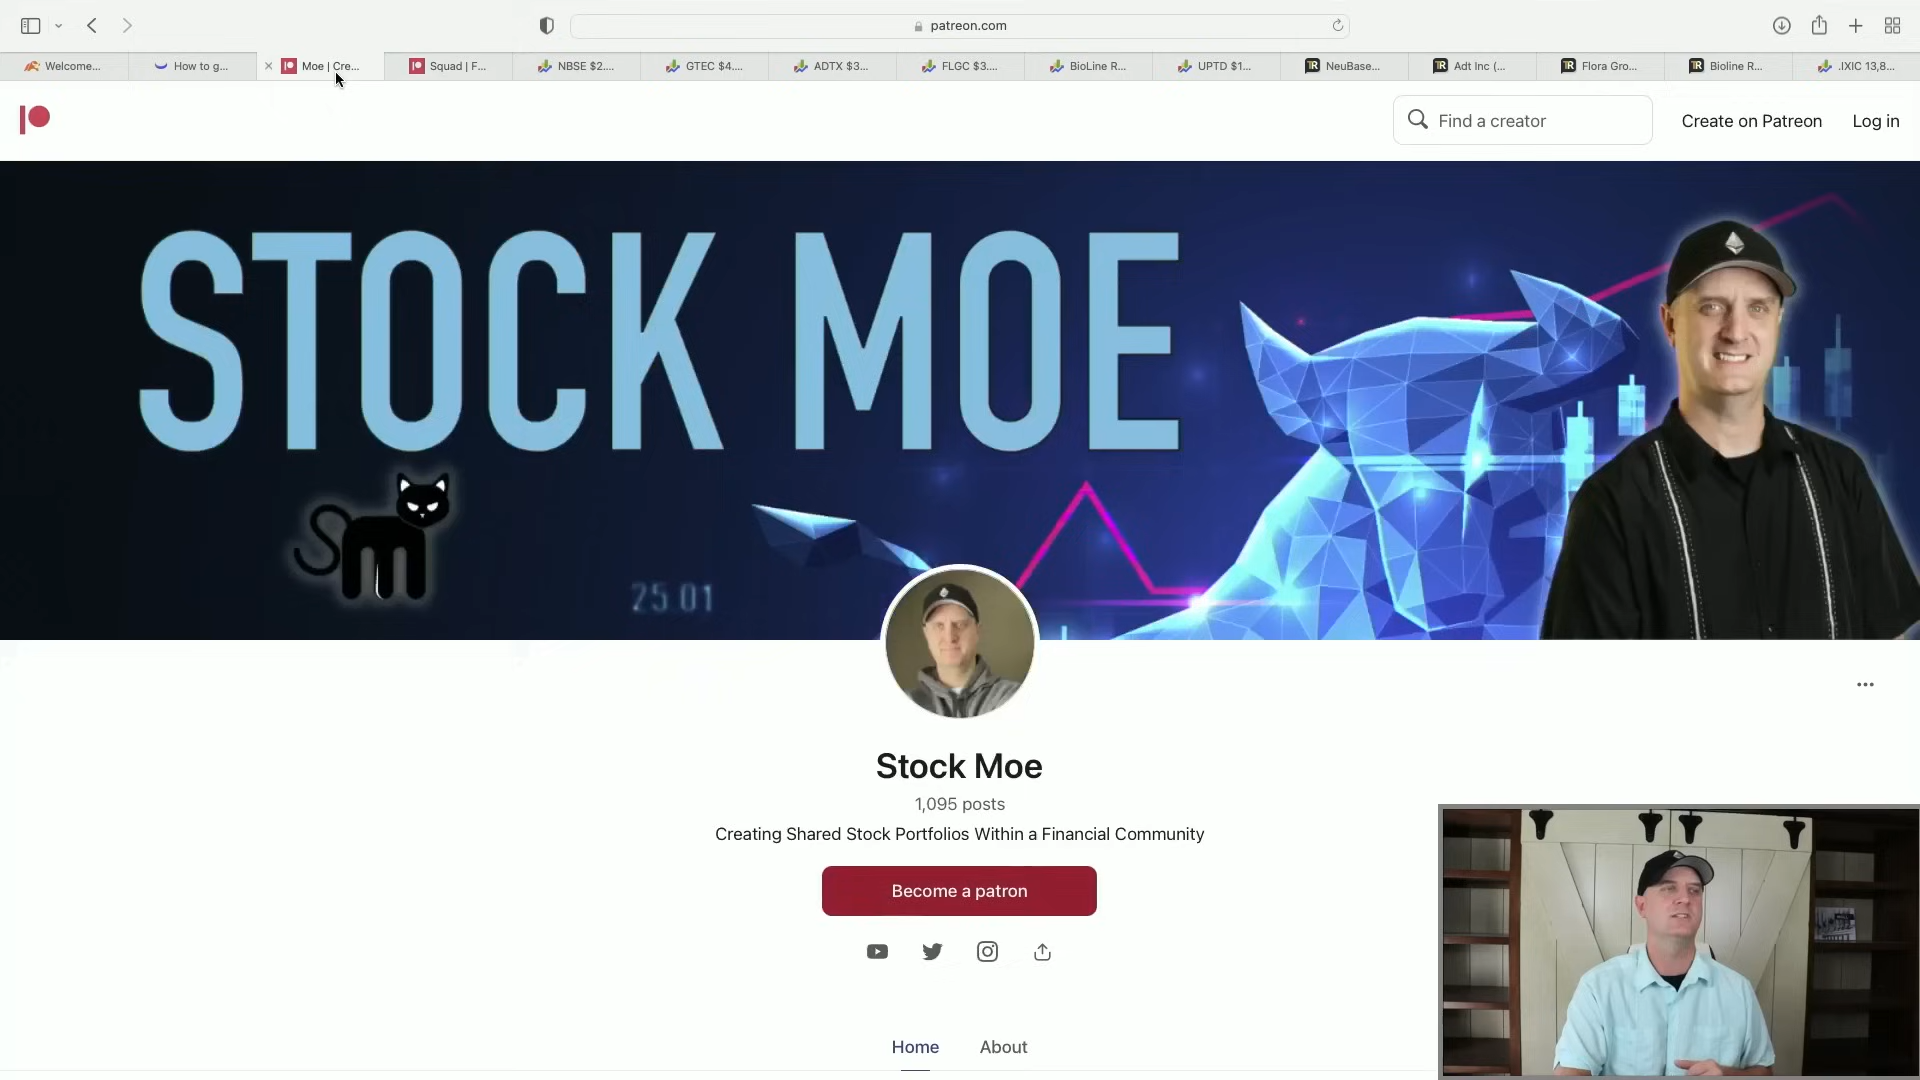 patreon.com
Welcome...
How to g...
Moe | Cre...
Squad | F...
NBSE $2....
GTEC $4....
ADTX $3...
FLGC $3....
BioLine R...
UPTD $1...
NeuBase...
Adt Inc (...
Flora Gro...
Bioline R...
.IXIC 13,8...
Find a creator
Create on Patreon
Log in
STOCK MOE
25.01
Stock Moe
1,095 posts
Creating Shared Stock Portfolios Within a Financial Community
Become a patron
Home
About